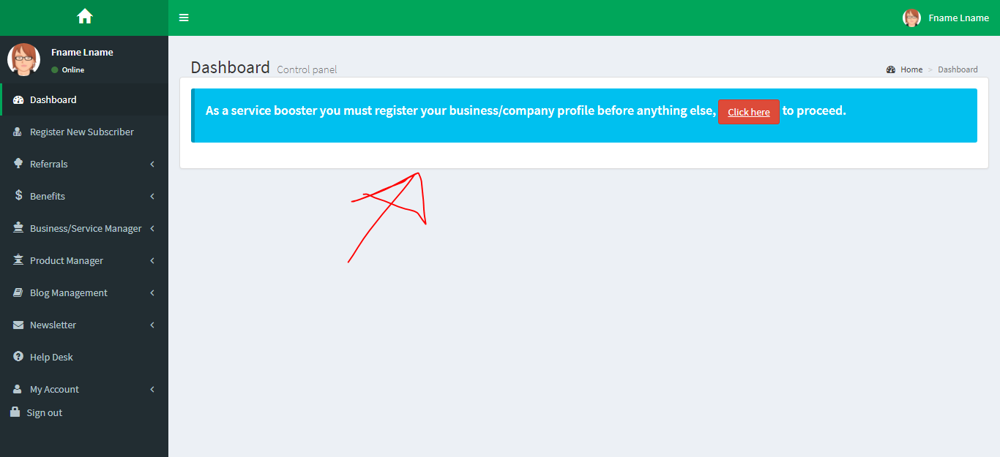 Fname Lname
Fname Lname
Online
Dashboard
Register New Subscriber
Referrals
Benefits
Business/Service Manager
Product Manager
Blog Management
Newsletter
Help Desk
My Account
Sign out
Dashboard Control panel
Home > Dashboard
As a service booster you must register your business/company profile before anything else, Click here to proceed.